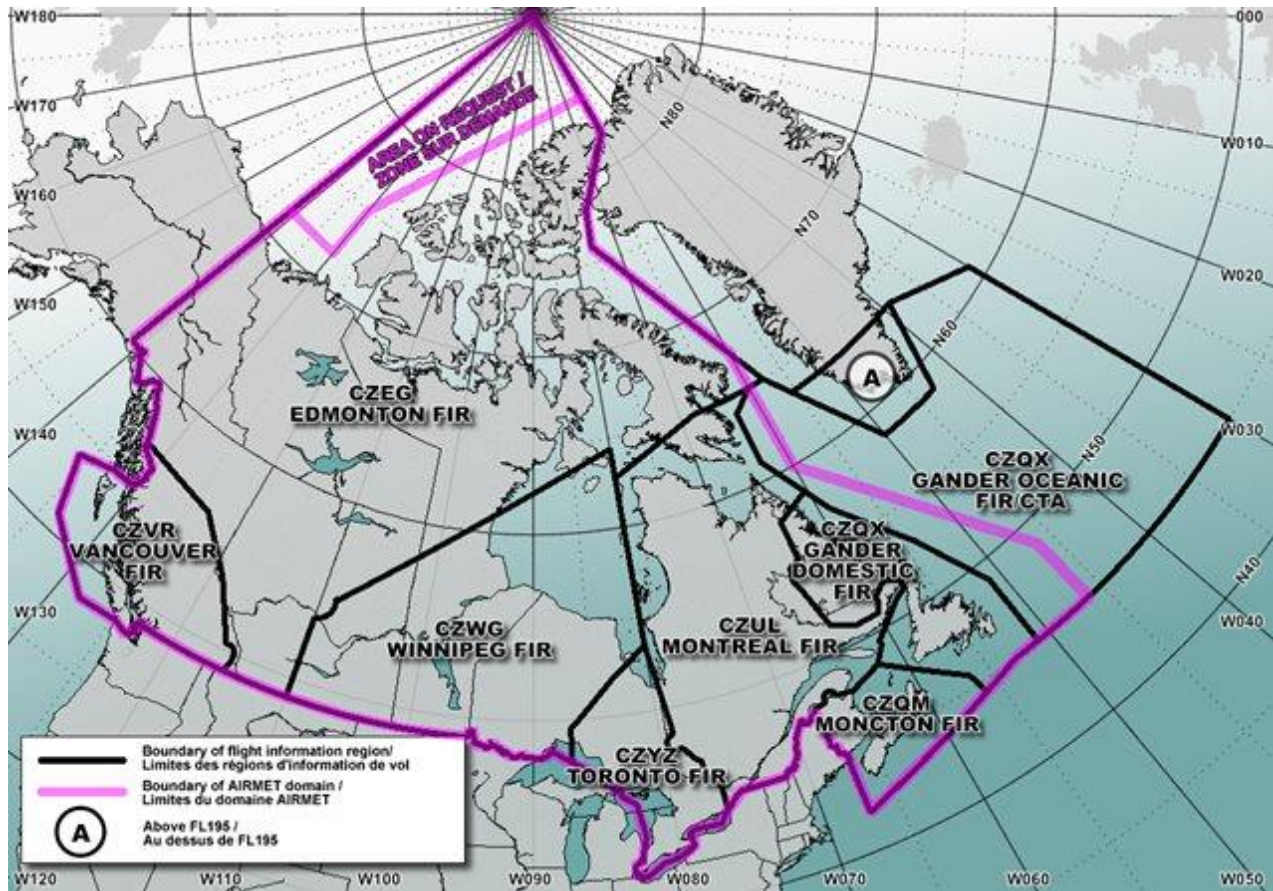 W180
000
W170
W010
N80
AREA ON REQUEST /
ZONE SUR DEMANDE
W160
N70
W020
W150
N60
A
CZEG
EDMONTON FIR
W030
W140
N50
CZQX
GANDER OCEANIC
FIR/CTA
CZVR
VANCOUVER
FIR
CZQX
GANDER
DOMESTIC
FIR
N40
W130
W040
CZWG
WINNIPEG FIR
CZUL
MONTREAL FIR
CZQM
MONCTON FIR
CZYZ
TORONTO FIR
Boundary of flight information region/
Limites des régions d'information de vol
Boundary of AIRMET domain /
Limites du domaine AIRMET
A
Above FL195 /
Au dessus de FL195
W120
W110
W100
W090
W080
W070
W060
W050